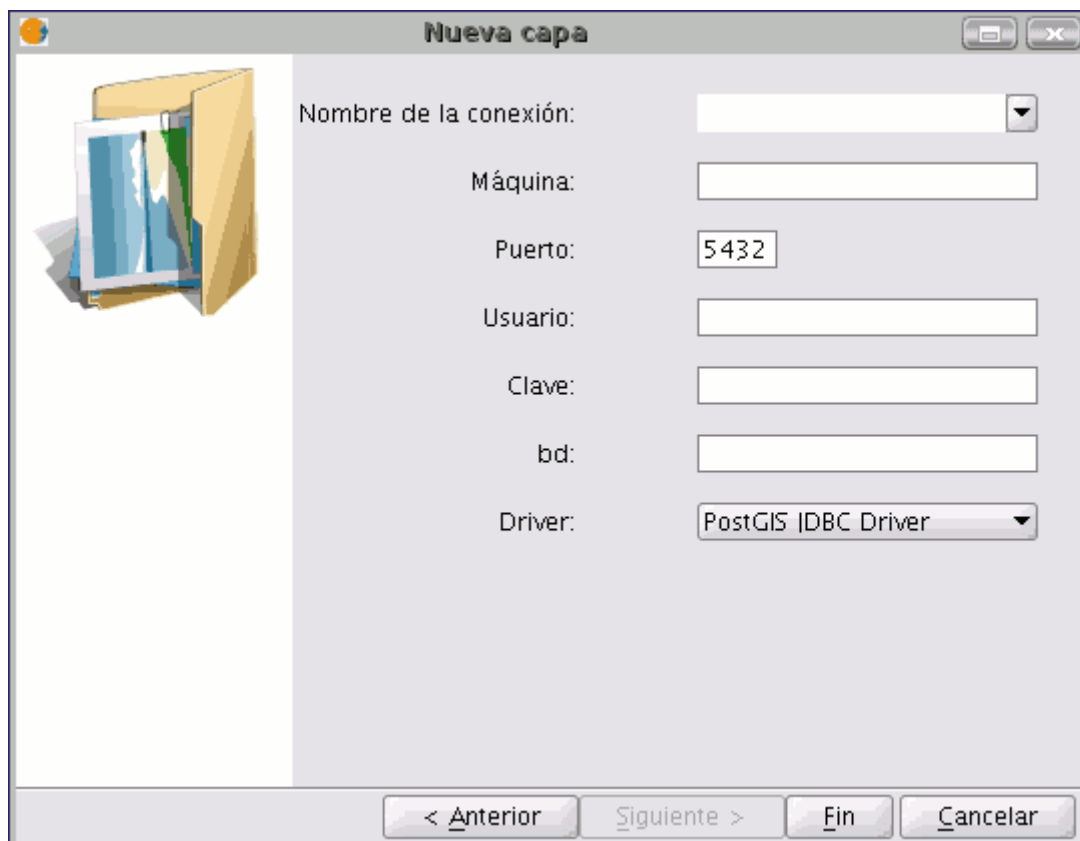 Nueva capa
Nombre de la conexión:
Máquina:
Puerto: 5432
Usuario:
Clave:
bd:
Driver: PostGIS JDBC Driver
< Anterior Siguiente > Fin Cancelar